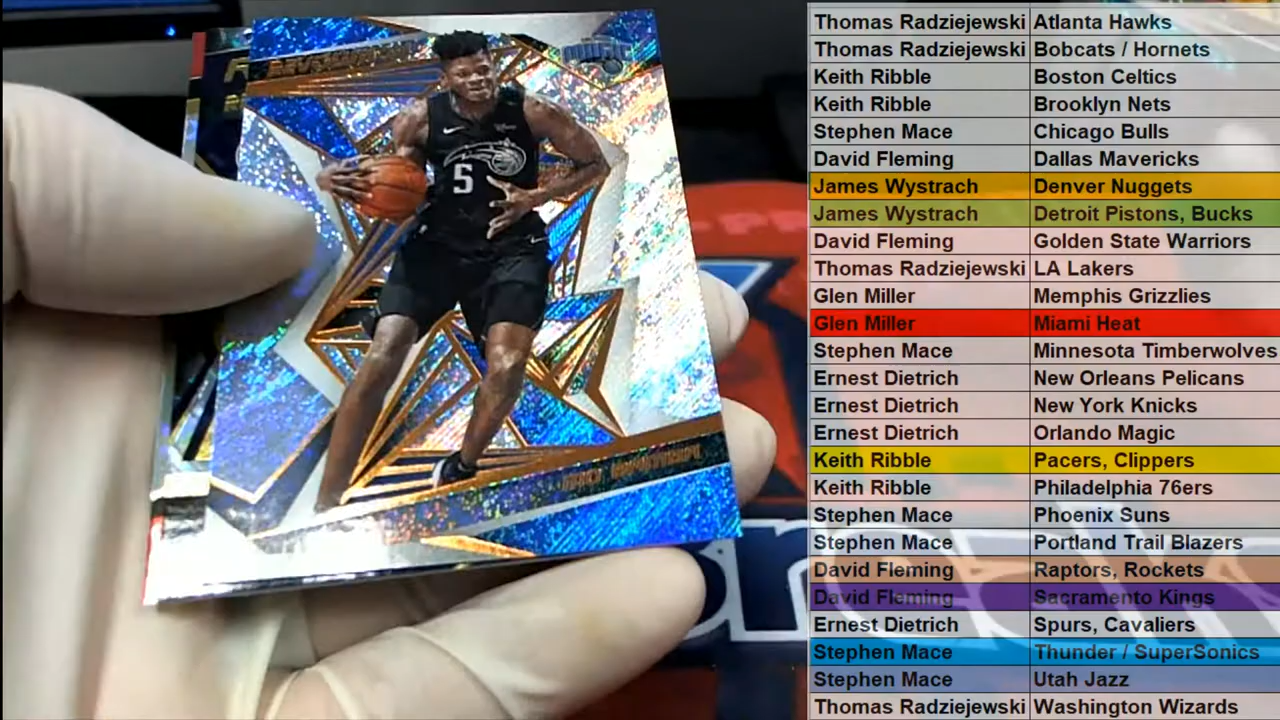 REVOLUTION
MAGIC
5
MO BAMBA
Thomas Radziejewski Atlanta Hawks
Thomas Radziejewski Bobcats / Hornets
Keith Ribble Boston Celtics
Keith Ribble Brooklyn Nets
Stephen Mace Chicago Bulls
David Fleming Dallas Mavericks
James Wystrach Denver Nuggets
James Wystrach Detroit Pistons, Bucks
David Fleming Golden State Warriors
Thomas Radziejewski LA Lakers
Glen Miller Memphis Grizzlies
Glen Miller Miami Heat
Stephen Mace Minnesota Timberwolves
Ernest Dietrich New Orleans Pelicans
Ernest Dietrich New York Knicks
Ernest Dietrich Orlando Magic
Keith Ribble Pacers, Clippers
Keith Ribble Philadelphia 76ers
Stephen Mace Phoenix Suns
Stephen Mace Portland Trail Blazers
David Fleming Raptors, Rockets
David Fleming Sacramento Kings
Ernest Dietrich Spurs, Cavaliers
Stephen Mace Thunder / SuperSonics
Stephen Mace Utah Jazz
Thomas Radziejewski Washington Wizards